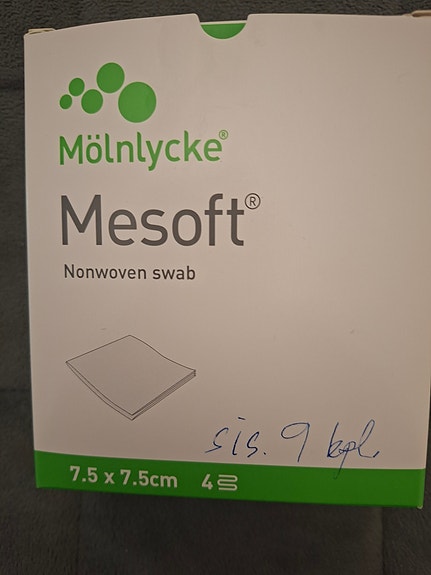 Mölnlycke®
Mesoft®
Nonwoven swab
sis. 9 kpl.
7.5 x 7.5cm 4